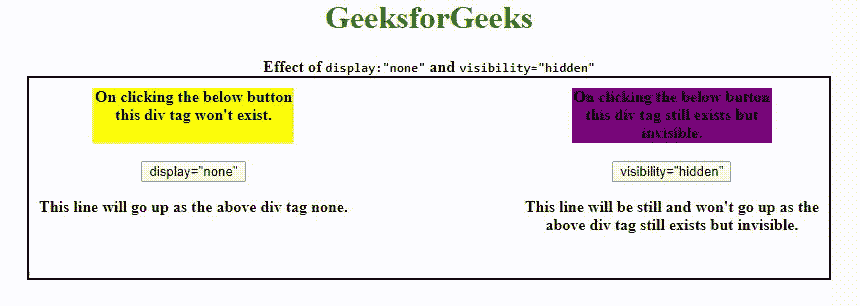 GeeksforGeeks
Effect of display:"none" and visibility="hidden"
On clicking the below button
this div tag won't exist.
display="none"
This line will go up as the above div tag none.
On clicking the below button
this div tag still exists but
invisible.
visibility="hidden"
This line will be still and won't go up as the
above div tag still exists but invisible.